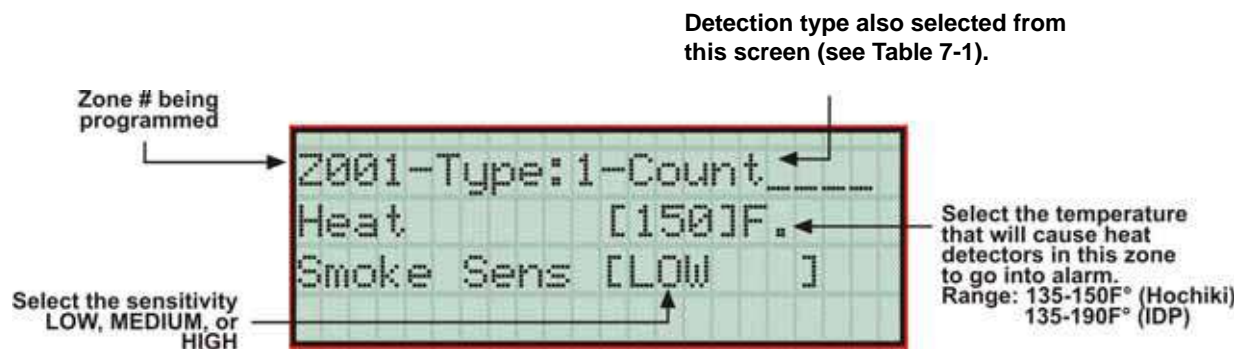 Detection type also selected from
this screen (see Table 7-1).
Zone # being
programmed
Z001-Type:1-Count____
Heat [150]F.
Smoke Sens [LOW ]
Select the temperature
that will cause heat
detectors in this zone
to go into alarm.
Range: 135-150F° (Hochiki)
135-190F° (IDP)
Select the sensitivity
LOW, MEDIUM, or
HIGH